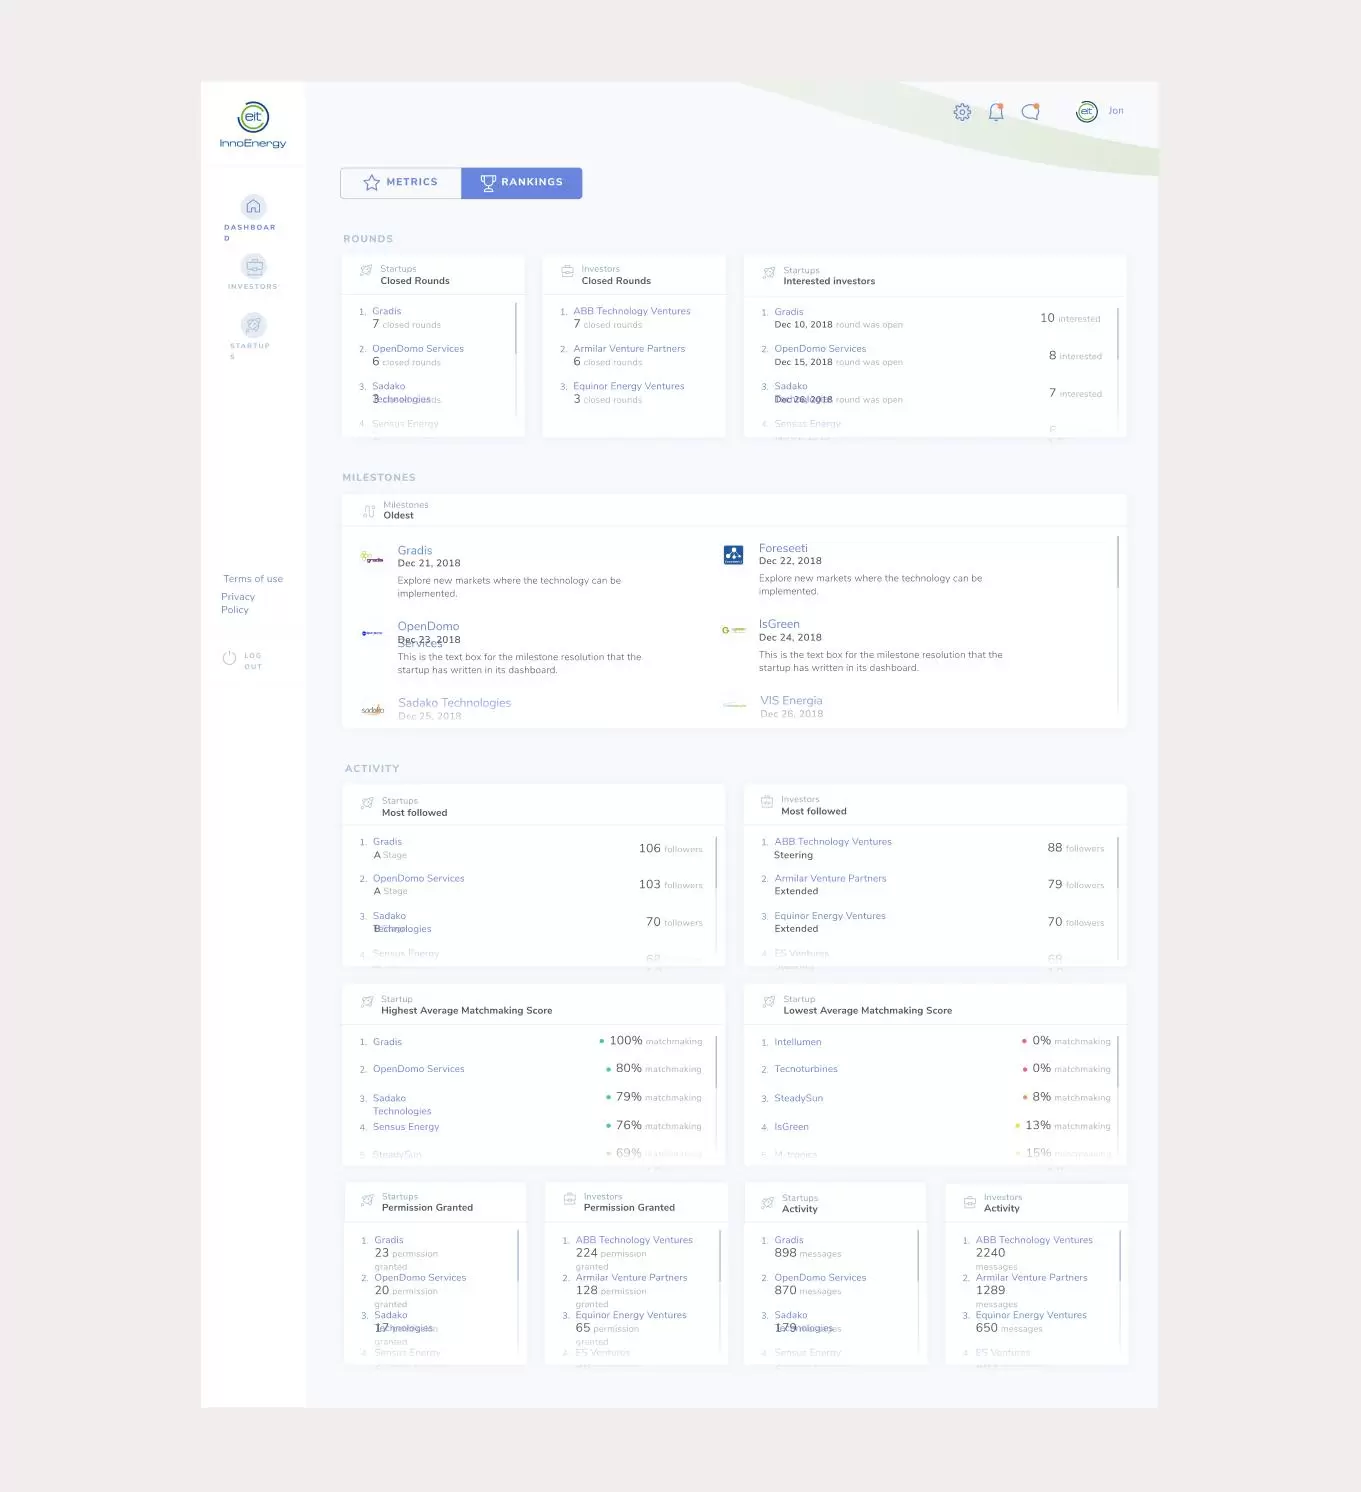 eit
InnoEnergy
eit
Jon
METRICS
RANKINGS
DASHBOAR
D
INVESTORS
STARTUP
S
Terms of use
Privacy
Policy
LOG
OUT
ROUNDS
Startups
Closed Rounds
1. Gradis
7 closed rounds
2. OpenDomo Services
6 closed rounds
3. Sadako
Technologies
3 closed rounds
4. Sensus Energy
Investors
Closed Rounds
1. ABB Technology Ventures
7 closed rounds
2. Armilar Venture Partners
6 closed rounds
3. Equinor Energy Ventures
3 closed rounds
Startups
Interested investors
1. Gradis
Dec 10, 2018 round was open
10 interested
2. OpenDomo Services
Dec 15, 2018 round was open
8 interested
3. Sadako
Technologies
Dec 26, 2018 round was open
7 interested
4. Sensus Energy
6
MILESTONES
Milestones
Oldest
gradis
Gradis
Dec 21, 2018
Explore new markets where the technology can be
implemented.
Foreseeti
Dec 22, 2018
Explore new markets where the technology can be
implemented.
OpenDomo
Services
Dec 23, 2018
This is the text box for the milestone resolution that the
startup has written in its dashboard.
IsGreen
Dec 24, 2018
This is the text box for the milestone resolution that the
startup has written in its dashboard.
sadako
Sadako Technologies
Dec 25, 2018
VIS Energia
Dec 26, 2018
ACTIVITY
Startups
Most followed
1. Gradis
A Stage
106 followers
2. OpenDomo Services
A Stage
103 followers
3. Sadako
Technologies
B Stage
70 followers
4. Sensus Energy
68
Investors
Most followed
1. ABB Technology Ventures
Steering
88 followers
2. Armilar Venture Partners
Extended
79 followers
3. Equinor Energy Ventures
Extended
70 followers
4. ES Ventures
69
Startup
Highest Average Matchmaking Score
1. Gradis
100% matchmaking
2. OpenDomo Services
80% matchmaking
3. Sadako
Technologies
79% matchmaking
4. Sensus Energy
76% matchmaking
5. SteadySun
69% matchmaking
Startup
Lowest Average Matchmaking Score
1. Intellumen
0% matchmaking
2. Tecnoturbines
0% matchmaking
3. SteadySun
8% matchmaking
4. IsGreen
13% matchmaking
5. M-tronics
15% matchmaking
Startups
Permission Granted
1. Gradis
23 permission
granted
2. OpenDomo Services
20 permission
granted
3. Sadako
Technologies
17 permission
granted
4. Sensus Energy
Investors
Permission Granted
1. ABB Technology Ventures
224 permission
granted
2. Armilar Venture Partners
128 permission
granted
3. Equinor Energy Ventures
65 permission
granted
4. ES Ventures
Startups
Activity
1. Gradis
898 messages
2. OpenDomo Services
870 messages
3. Sadako
Technologies
179 messages
4. Sensus Energy
Investors
Activity
1. ABB Technology Ventures
2240
messages
2. Armilar Venture Partners
1289
messages
3. Equinor Energy Ventures
650 messages
4. ES Ventures